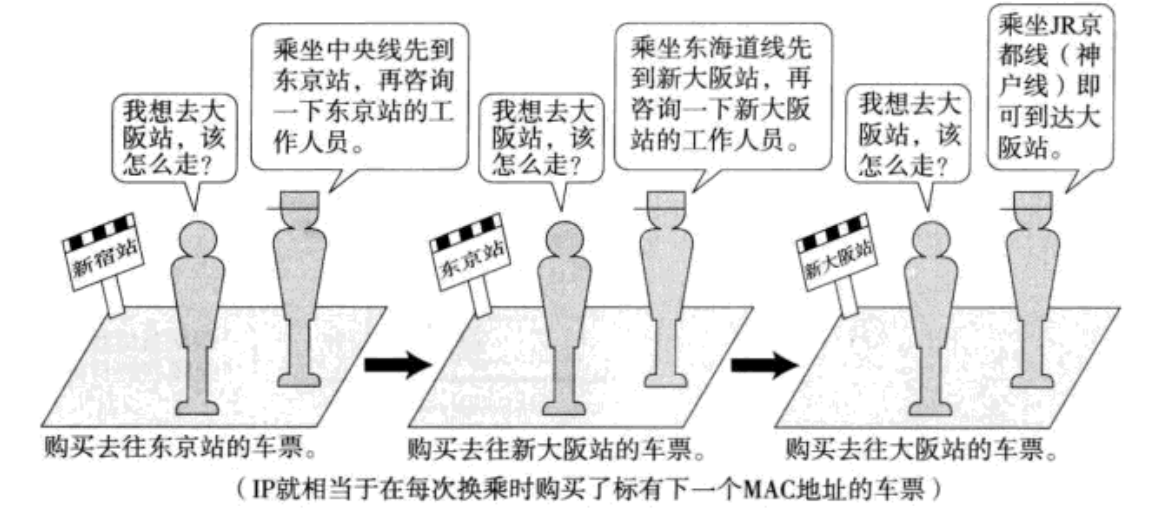 我想去大
阪站，该
怎么走？
乘坐中央线先到
东京站，再咨询
一下东京站的工
作人员。
新宿站
购买去往东京站的车票。
我想去大
阪站，该
怎么走？
乘坐东海道线先
到新大阪站，再
咨询一下新大阪
站的工作人员。
东京站
购买去往新大阪站的车票。
我想去大
阪站，该
怎么走？
乘坐JR京
都线（神
户线）即
可到达大
阪站。
新大阪站
购买去往大阪站的车票。
（IP就相当于在每次换乘时购买了标有下一个MAC地址的车票）